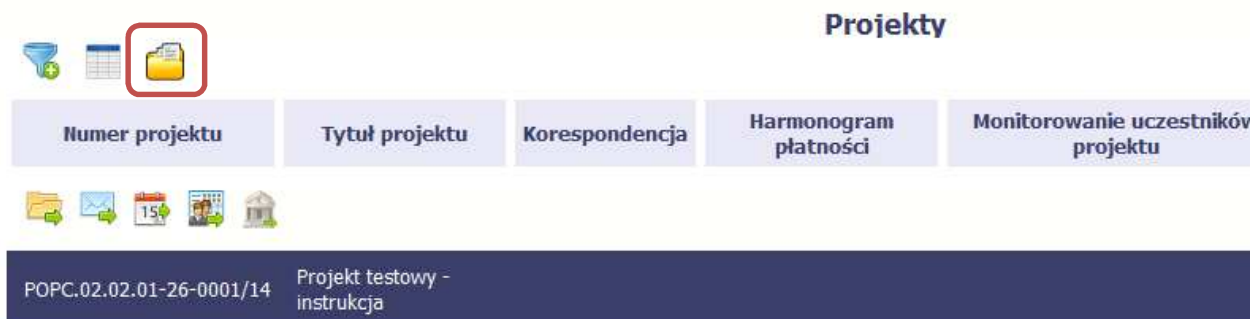 Projekty
Numer projektu
Tytuł projektu
Korespondencja
Harmonogram
płatności
Monitorowanie uczestników
projektu
15
POPC.02.02.01-26-0001/14
Projekt testowy -
instrukcja